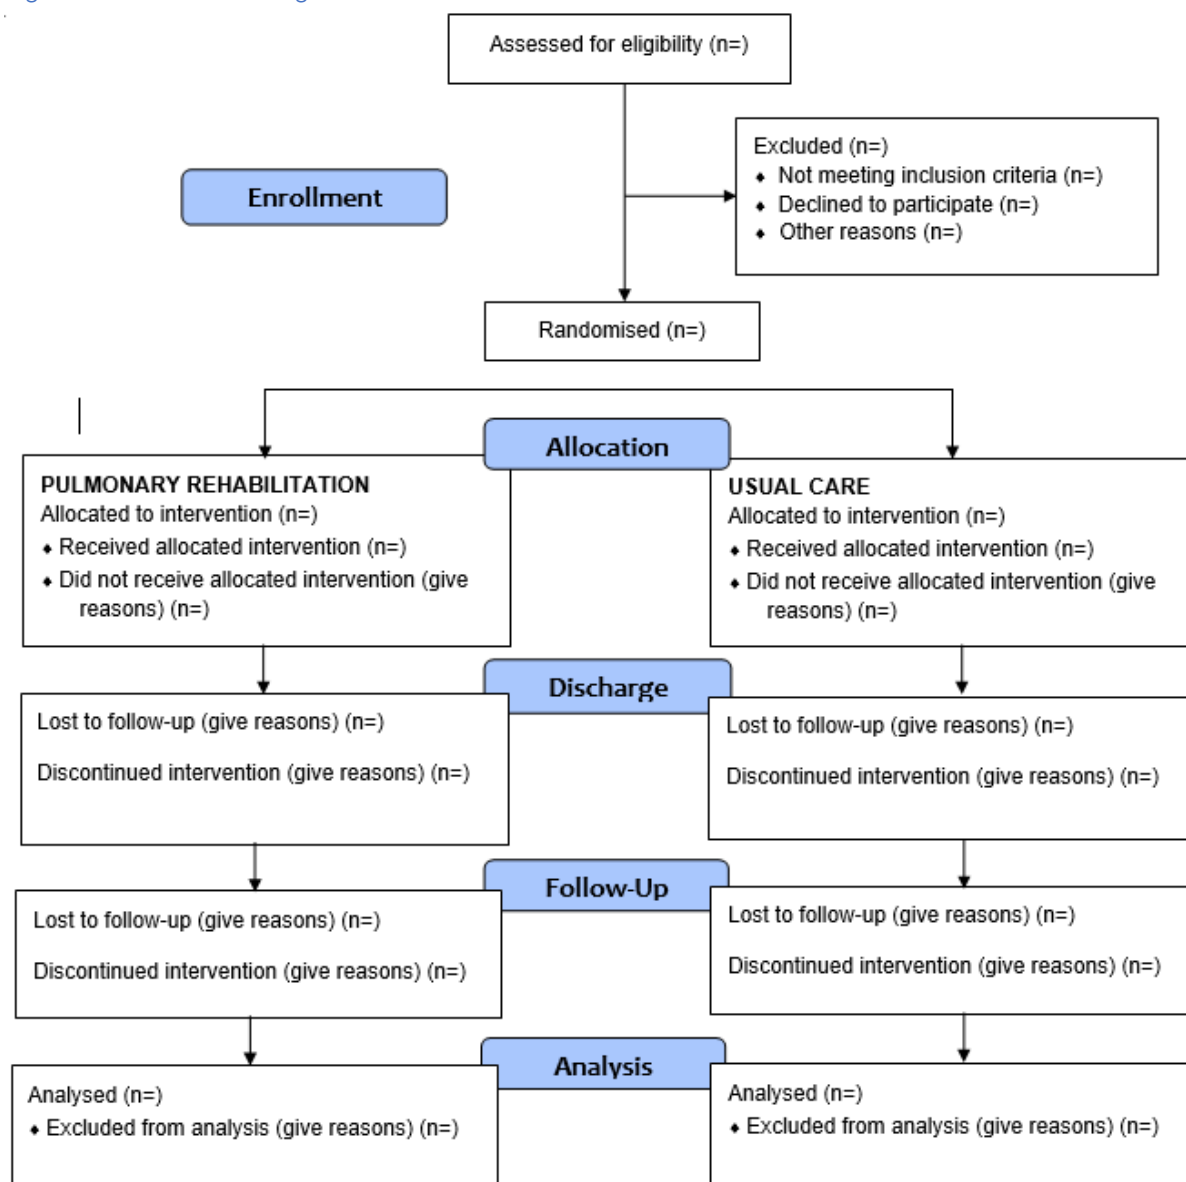 Assessed for eligibility (n=)
Excluded (n=)
⬧ Not meeting inclusion criteria (n=)
⬧ Declined to participate (n=)
⬧ Other reasons (n=)
Enrollment
Randomised (n=)
Allocation
PULMONARY REHABILITATION
Allocated to intervention (n=)
⬧ Received allocated intervention (n=)
⬧ Did not receive allocated intervention (give
reasons) (n=)
USUAL CARE
Allocated to intervention (n=)
⬧ Received allocated intervention (n=)
⬧ Did not receive allocated intervention (give
reasons) (n=)
Discharge
Lost to follow-up (give reasons) (n=)
Discontinued intervention (give reasons) (n=)
Lost to follow-up (give reasons) (n=)
Discontinued intervention (give reasons) (n=)
Follow-Up
Lost to follow-up (give reasons) (n=)
Discontinued intervention (give reasons) (n=)
Lost to follow-up (give reasons) (n=)
Discontinued intervention (give reasons) (n=)
Analysis
Analysed (n=)
⬧ Excluded from analysis (give reasons) (n=)
Analysed (n=)
⬧ Excluded from analysis (give reasons) (n=)